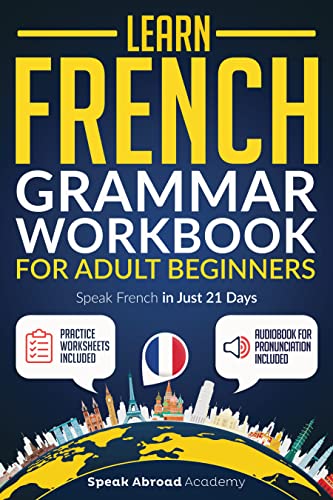 LEARN
FRENCH
GRAMMAR
WORKBOOK
FOR ADULT BEGINNERS
Speak French in Just 21 Days
PRACTICE
WORKSHEETS
INCLUDED
AUDIOBOOK FOR
PRONUNCIATION
INCLUDED
Speak Abroad Academy